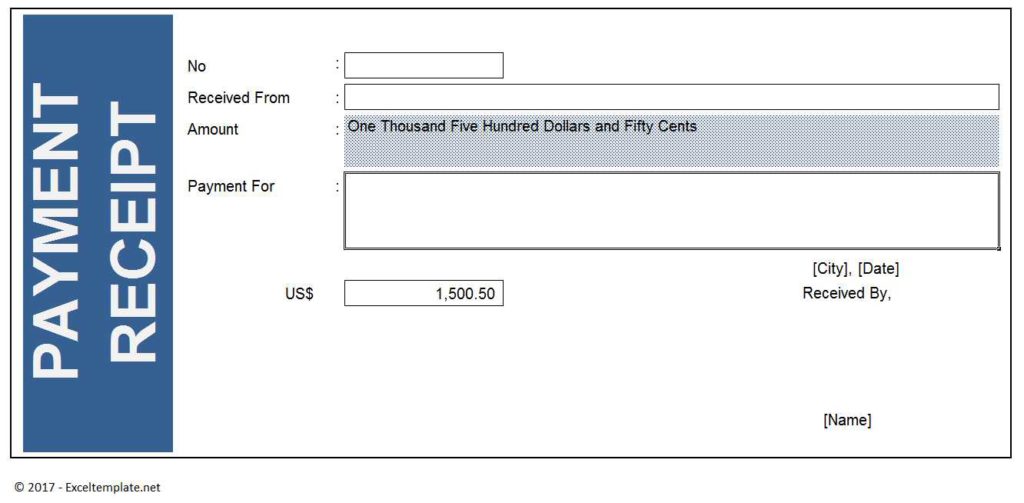 PAYMENT
RECEIPT
No :
Received From :
Amount : One Thousand Five Hundred Dollars and Fifty Cents
Payment For :
[City], [Date]
US$ 1,500.50 Received By,
[Name]
© 2017 - Exceltemplate.net